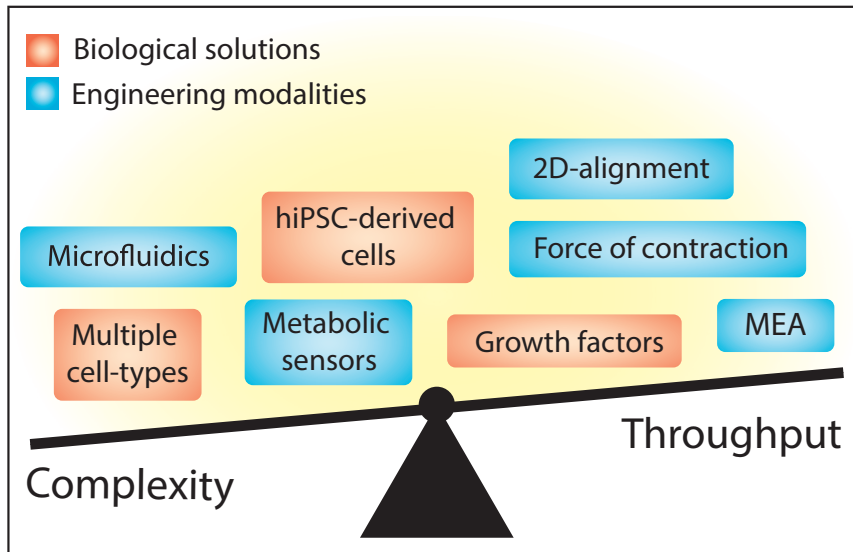 Biological solutions
Engineering modalities
2D-alignment
hiPSC-derived
cells
Microfluidics
Force of contraction
Multiple
cell-types
Metabolic
sensors
Growth factors
MEA
Throughput
Complexity